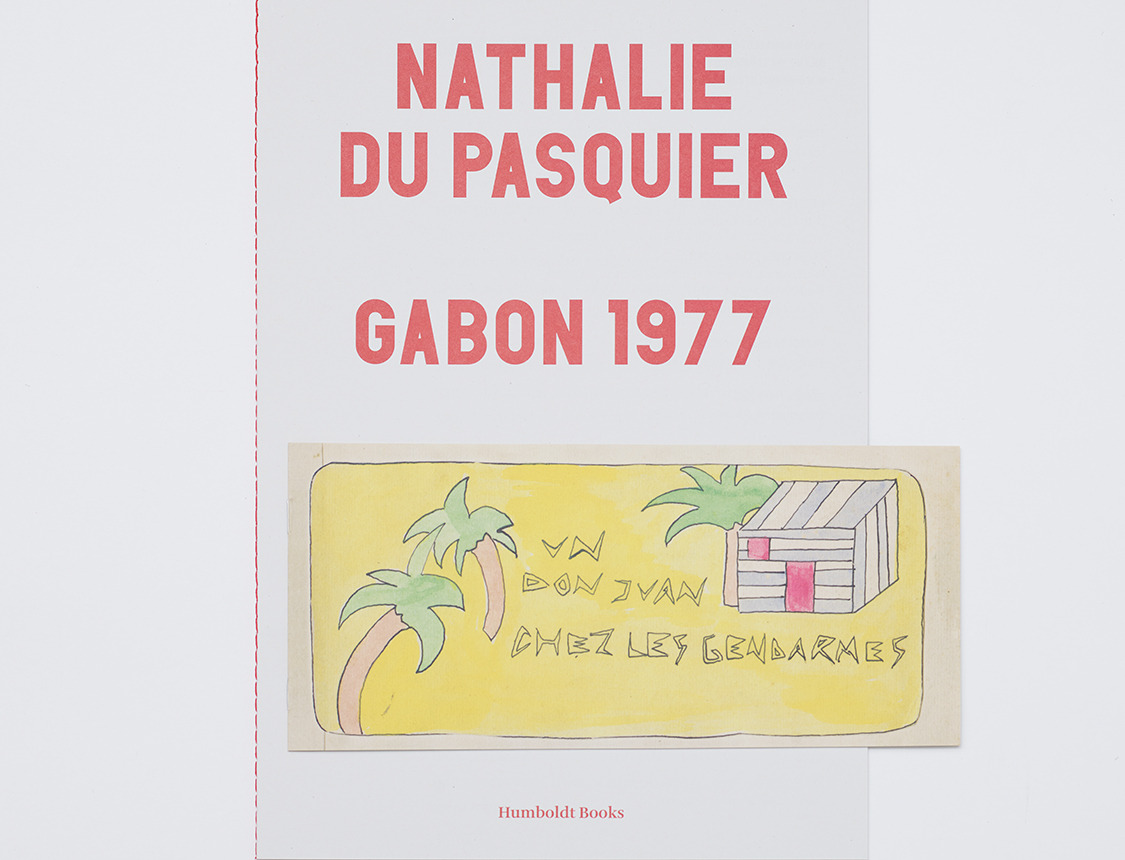 NATHALIE
DU PASQUIER
GABON 1977
UN
DON JUAN
CHEZ LES GENDARMES
Humboldt Books